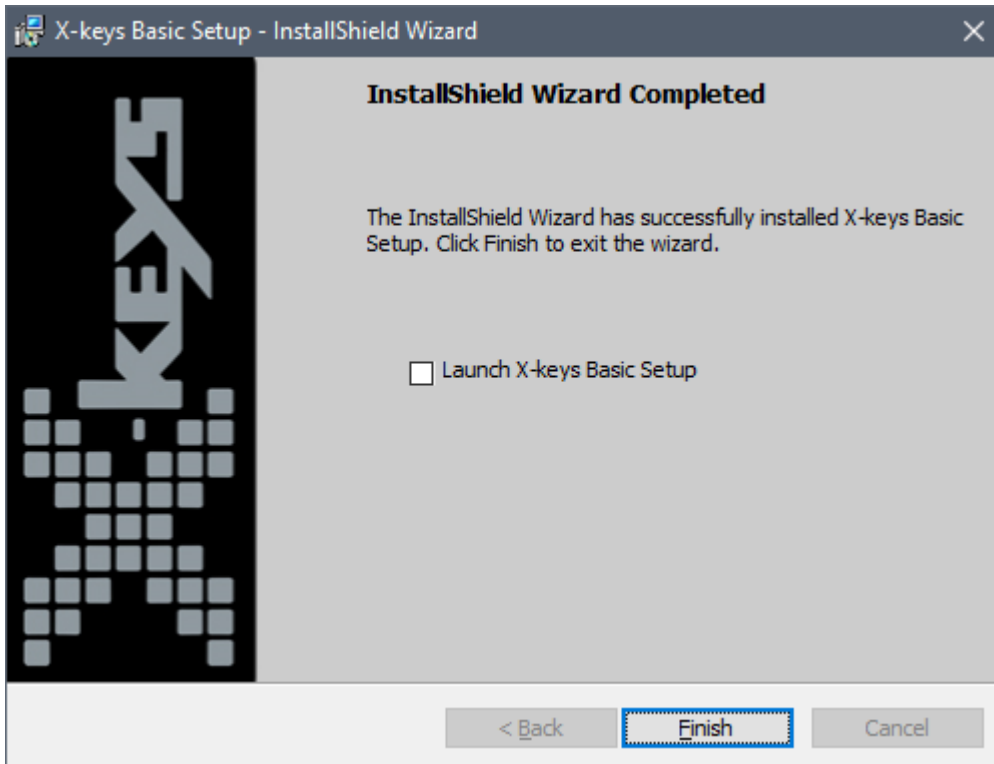 X-keys Basic Setup - InstallShield Wizard
InstallShield Wizard Completed
The InstallShield Wizard has successfully installed X-keys Basic
Setup. Click Finish to exit the wizard.
Launch X-keys Basic Setup
X-keys
< Back
Finish
Cancel